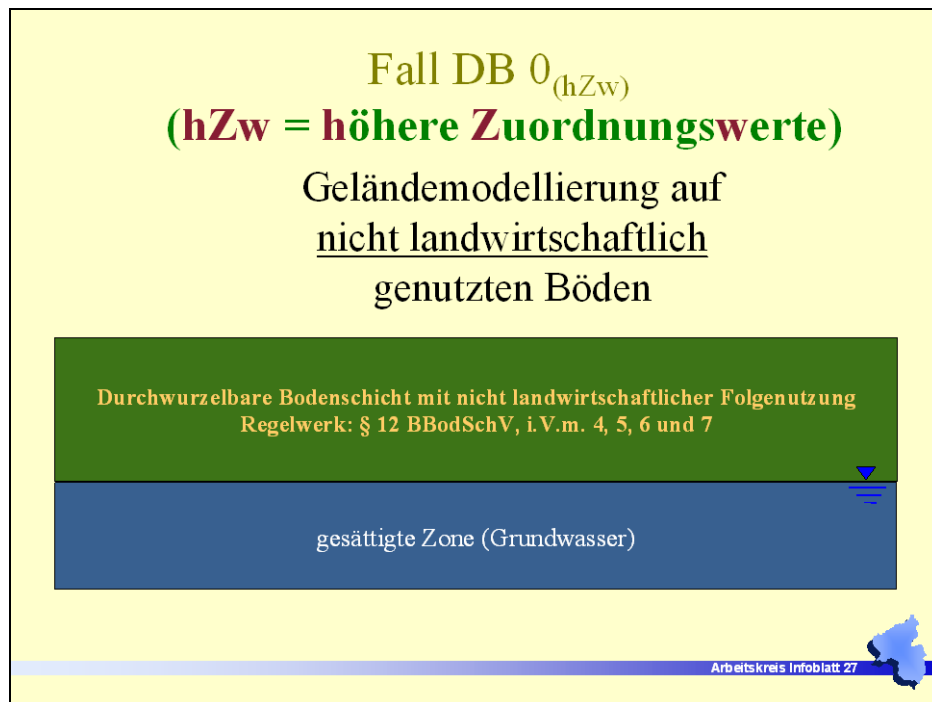 Fall DB 0(hZw)
(hZw = höhere Zuordnungswerte)
Geländemodellierung auf
nicht landwirtschaftlich
genutzten Böden
Durchwurzelbare Bodenschicht mit nicht landwirtschaftlicher Folgenutzung
Regelwerk: § 12 BBodSchV, i.V.m. 4, 5, 6 und 7
gesättigte Zone (Grundwasser)
Arbeitskreis Infoblatt 27